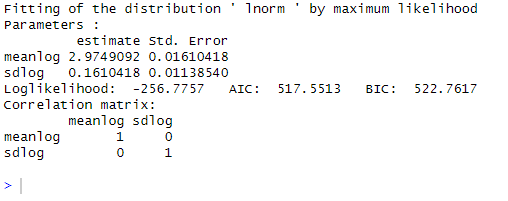 Fitting of the distribution ' lnorm ' by maximum likelihood
Parameters :
         estimate Std. Error
meanlog 2.9749092 0.01610418
sdlog   0.1610418 0.01138540
Loglikelihood:  -256.7757   AIC:  517.5513   BIC:  522.7617
Correlation matrix:
        meanlog sdlog
meanlog       1     0
sdlog         0     1
>